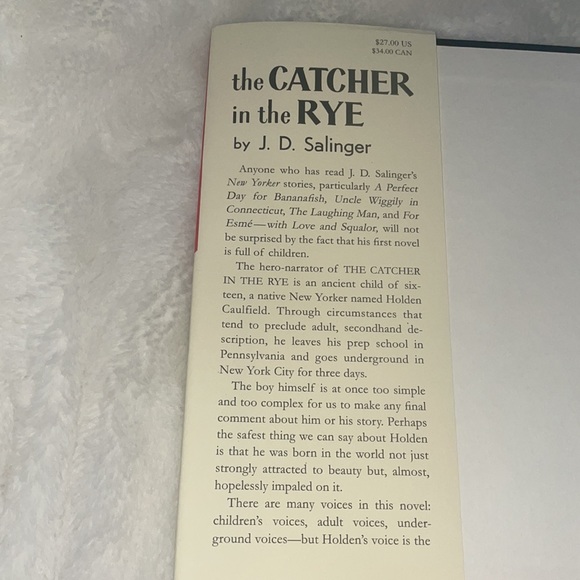 $27.00 US
$34.00 CAN
the CATCHER
in the RYE
by J. D. Salinger
Anyone who has read J. D. Salinger's
New Yorker stories, particularly A Perfect
Day for Bananafish, Uncle Wiggily in
Connecticut, The Laughing Man, and For
Esmé—with Love and Squalor, will not
be surprised by the fact that his first novel
is full of children.
The hero-narrator of THE CATCHER
IN THE RYE is an ancient child of six-
teen, a native New Yorker named Holden
Caulfield. Through circumstances that
tend to preclude adult, secondhand de-
scription, he leaves his prep school in
Pennsylvania and goes underground in
New York City for three days.
The boy himself is at once too simple
and too complex for us to make any final
comment about him or his story. Perhaps
the safest thing we can say about Holden
is that he was born in the world not just
strongly attracted to beauty but, almost,
hopelessly impaled on it.
There are many voices in this novel:
children's voices, adult voices, under-
ground voices—but Holden's voice is the